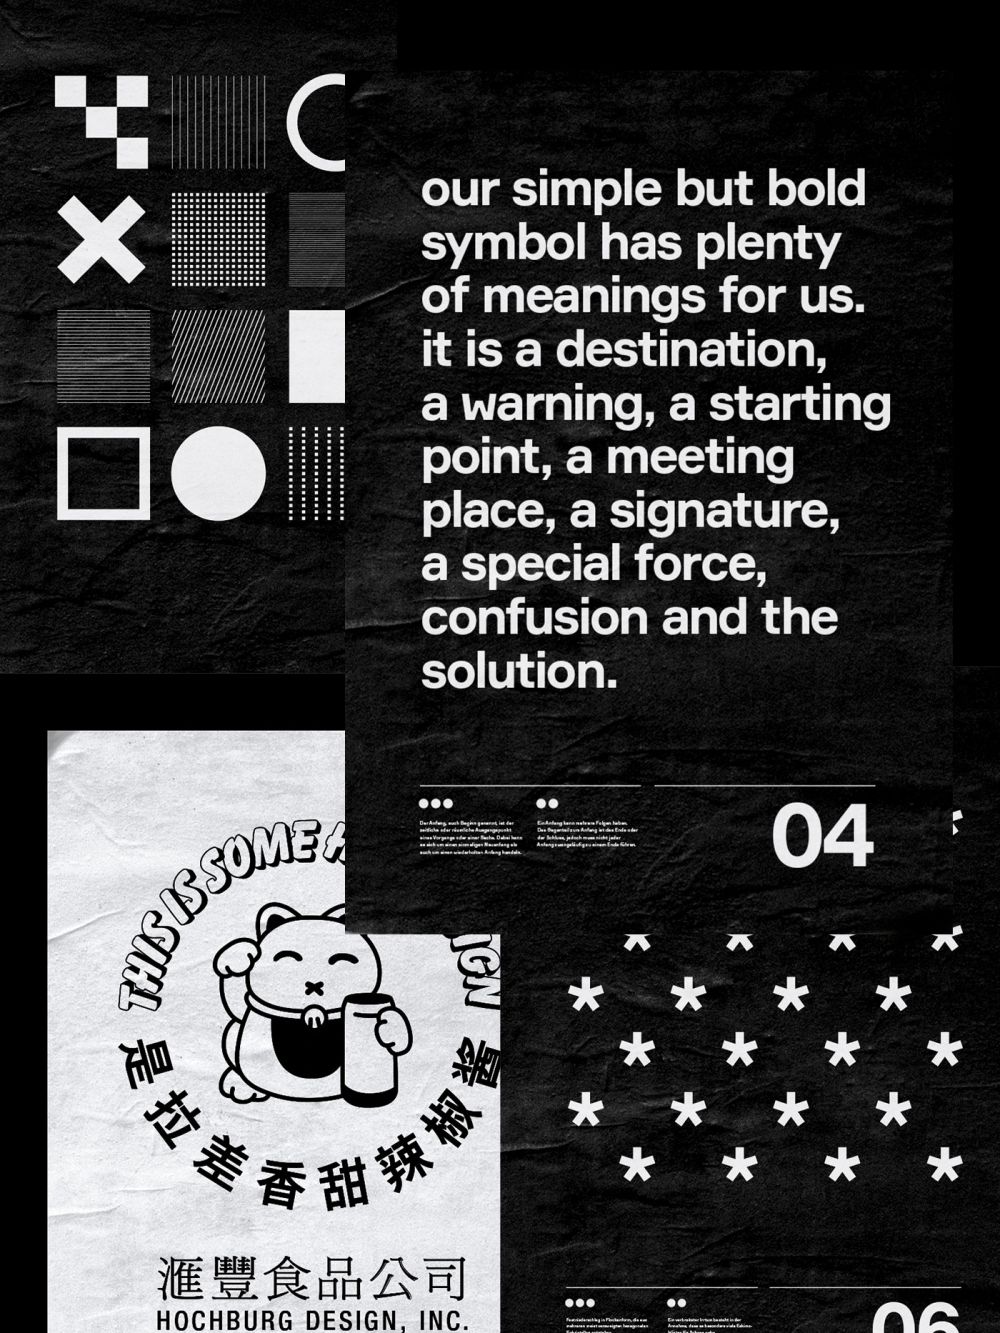 our simple but bold
symbol has plenty
of meanings for us.
it is a destination,
a warning, a starting
point, a meeting
place, a signature,
a special force,
confusion and the
solution.
Der Anfang, auch Beginn genannt, ist der
zeitliche oder räumliche Ausgangspunkt
eines Vorgangs oder einer Sache. Dabei kann
es sich um einen einmaligen Neuanfang als
auch um einen wiederholten Anfang handeln.
Ein Anfang kann mehrere Folgen haben.
Das Gegenteil zum Anfang ist das Ende oder
der Schluss, jedoch muss nicht jeder
Anfang zwangsläufig zu einem Ende führen.
04
THIS IS SOME
是拉差香甜辣椒醬
滙豐食品公司
HOCHBURG DESIGN, INC.
06